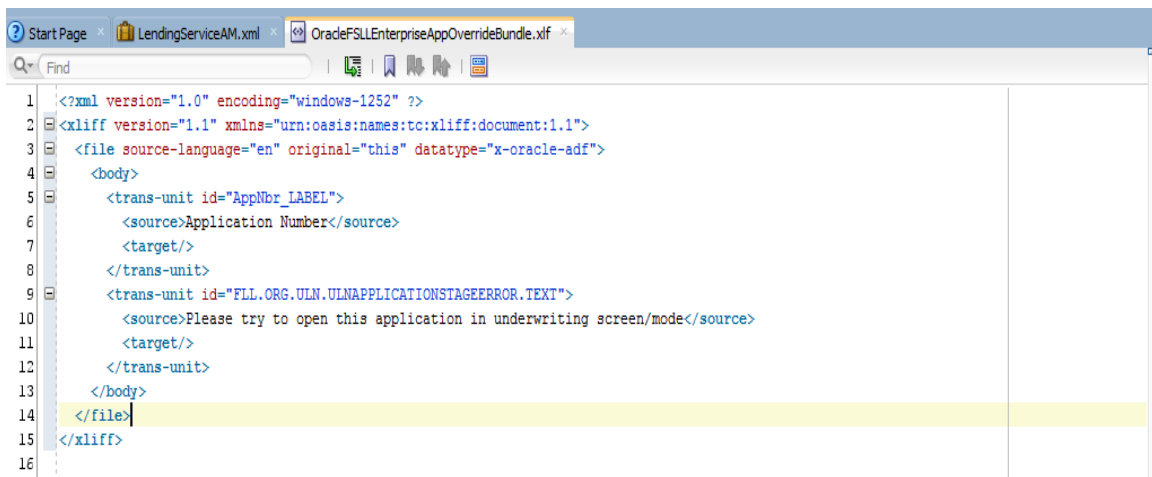 Start Page LendingServiceAM.xml OracleFSLLEnterpriseAppOverrideBundle.xlf
Find
1 <?xml version="1.0" encoding="windows-1252" ?>
2 <xliff version="1.1" xmlns="urn:oasis:names:tc:xliff:document:1.1">
3 <file source-language="en" original="this" datatype="x-oracle-adf">
4 <body>
5 <trans-unit id="AppNbr_LABEL">
6 <source>Application Number</source>
7 <target/>
8 </trans-unit>
9 <trans-unit id="FLL.ORG.ULN.ULNAPPLICATIONSTAGEERROR.TEXT">
10 <source>Please try to open this application in underwriting screen/mode</source>
11 <target/>
12 </trans-unit>
13 </body>
14 </file>
15 </xliff>
16